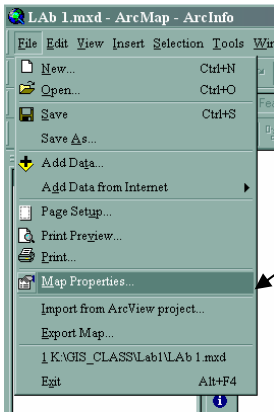 LAb 1.mxd - ArcMap - ArcInfo
File Edit View Insert Selection Tools
New... Ctrl+N
Open... Ctrl+O
Save Ctrl+S
Save As...
Add Data...
Add Data from Internet
Page Setup...
Print Preview...
Print...
Map Properties...
Import from ArcView project...
Export Map...
1 K:\GIS_CLASS\Lab1\LAb 1.mxd
Exit Alt+F4